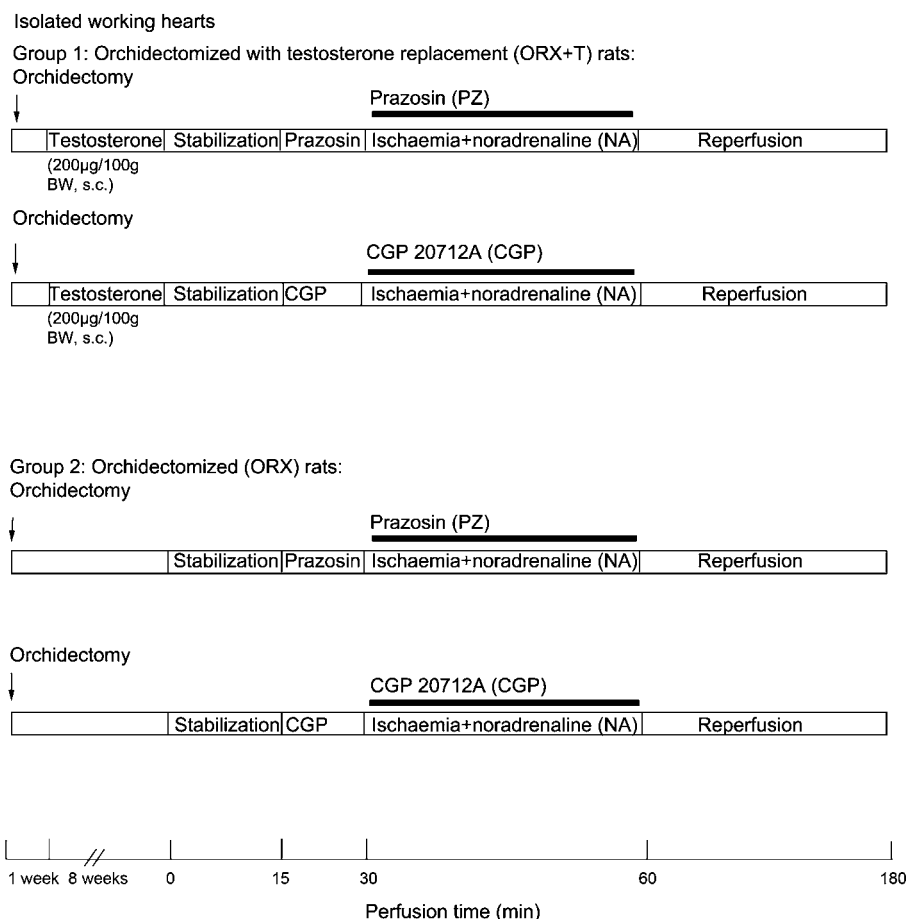 Isolated working hearts
Group 1: Orchidectomized with testosterone replacement (ORX+T) rats:
Orchidectomy
Prazosin (PZ)
Testosterone Stabilization Prazosin Ischaemia+noradrenaline (NA) Reperfusion
(200µg/100g
BW, s.c.)
Orchidectomy
CGP 20712A (CGP)
Testosterone Stabilization CGP Ischaemia+noradrenaline (NA) Reperfusion
(200µg/100g
BW, s.c.)
Group 2: Orchidectomized (ORX) rats:
Orchidectomy
Prazosin (PZ)
Stabilization Prazosin Ischaemia+noradrenaline (NA) Reperfusion
Orchidectomy
CGP 20712A (CGP)
Stabilization CGP Ischaemia+noradrenaline (NA) Reperfusion
1 week 8 weeks 0 15 30 60 180
Perfusion time (min)